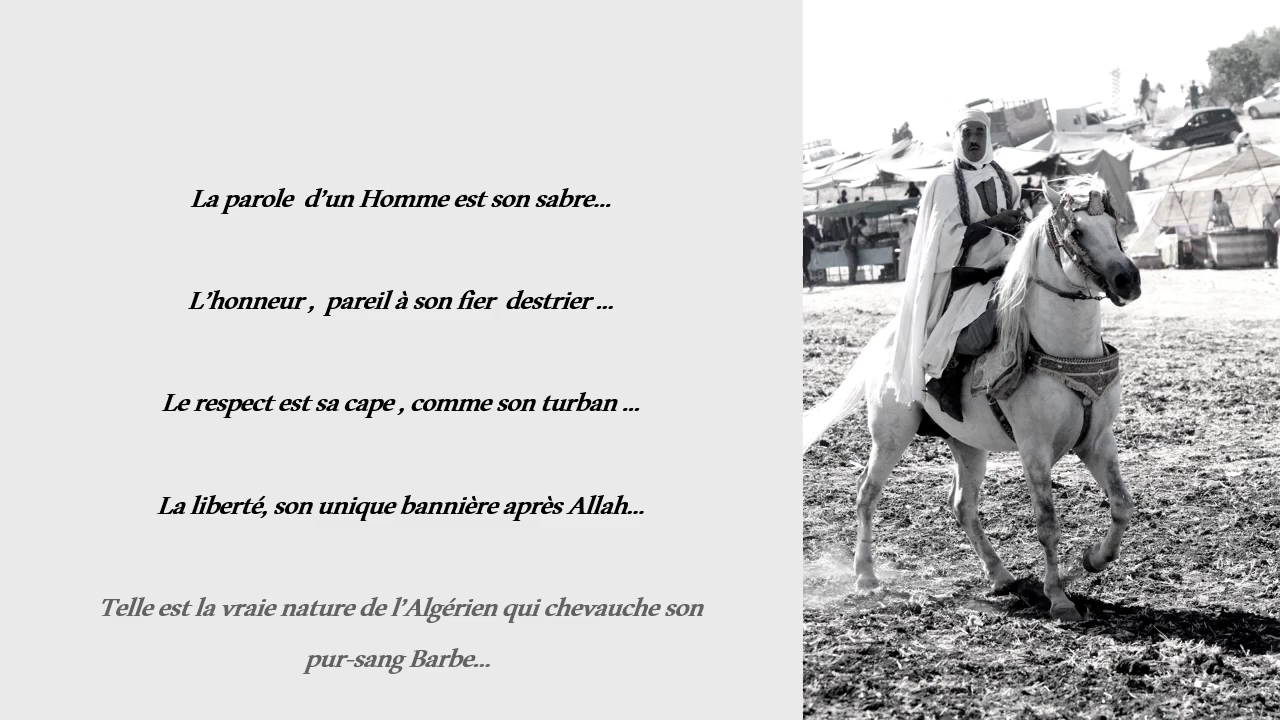 La parole d’un Homme est son sabre...
L’honneur , pareil à son fier destrier ...
Le respect est sa cape , comme son turban ...
La liberté, son unique bannière après Allah...
Telle est la vraie nature de l’Algérien qui chevauche son
pur-sang Barbe...